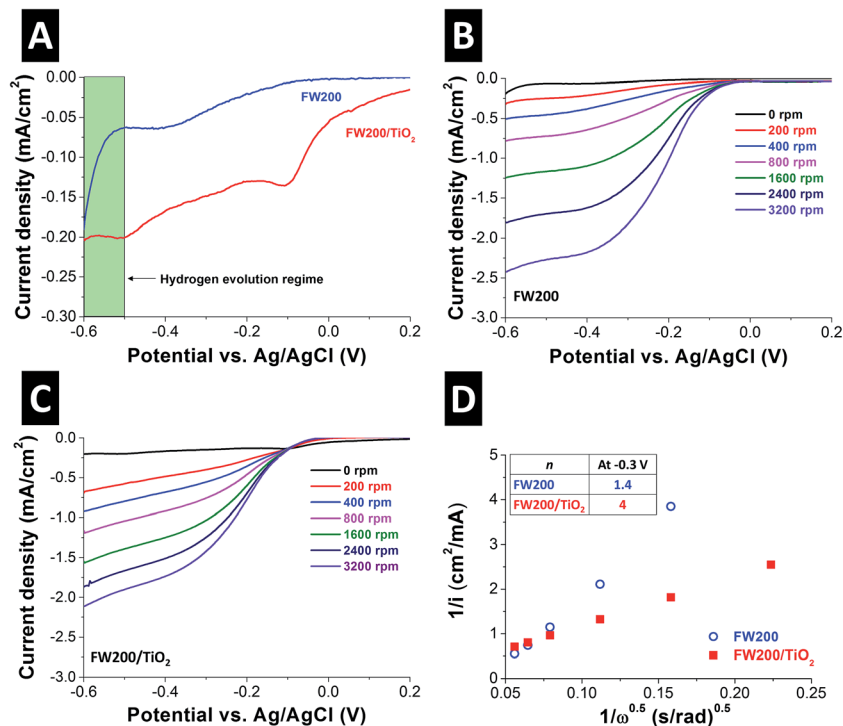 A
0.00
-0.05
-0.10
-0.15
-0.20
-0.25
-0.30
Current density (mA/cm²)
FW200
FW200/TiO₂
Hydrogen evolution regime
-0.6 -0.4 -0.2 0.0 0.2
Potential vs. Ag/AgCl (V)
B
0.0
-0.5
-1.0
-1.5
-2.0
-2.5
-3.0
Current density (mA/cm²)
0 rpm
200 rpm
400 rpm
800 rpm
1600 rpm
2400 rpm
3200 rpm
FW200
-0.6 -0.4 -0.2 0.0 0.2
Potential vs. Ag/AgCl (V)
C
0.0
-0.5
-1.0
-1.5
-2.0
-2.5
-3.0
Current density (mA/cm²)
0 rpm
200 rpm
400 rpm
800 rpm
1600 rpm
2400 rpm
3200 rpm
FW200/TiO₂
-0.6 -0.4 -0.2 0.0 0.2
Potential vs. Ag/AgCl (V)
D
5
4
3
2
1
0
1/i (cm²/mA)
n At -0.3 V
FW200 1.4
FW200/TiO₂ 4
FW200
FW200/TiO₂
0.05 0.10 0.15 0.20 0.25
1/ω⁰·⁵ (s/rad)⁰·⁵